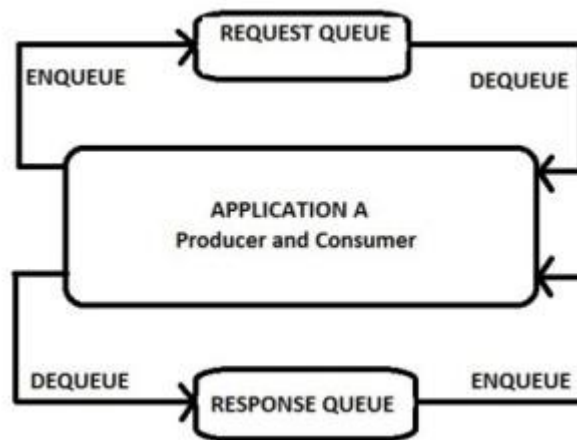 REQUEST QUEUE
ENQUEUE
DEQUEUE
APPLICATION A
Producer and Consumer
DEQUEUE
ENQUEUE
RESPONSE QUEUE